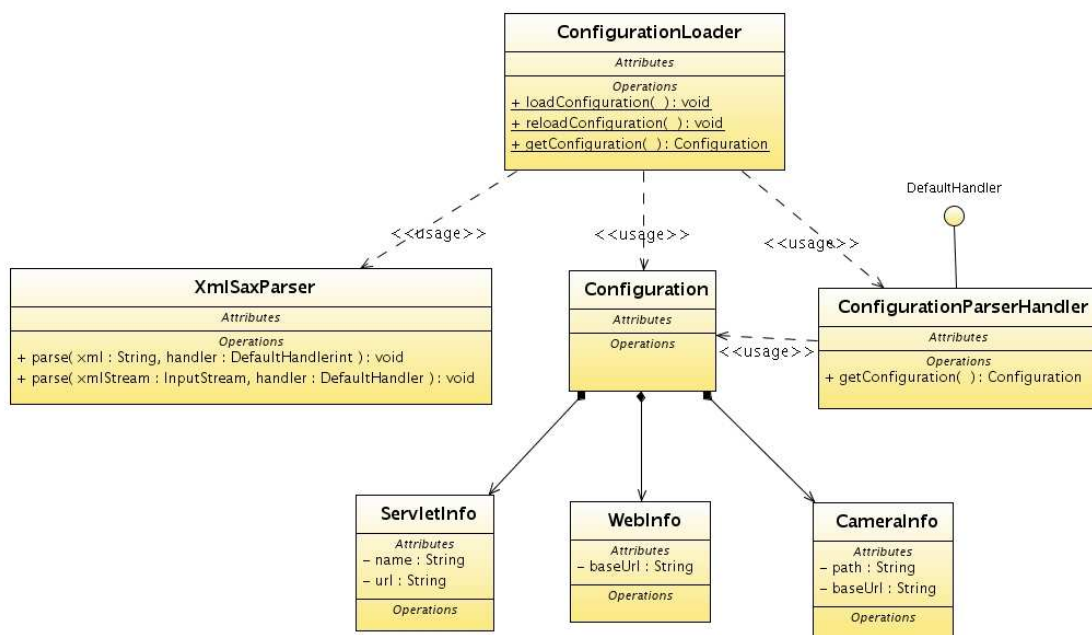 ConfigurationLoader
Attributes
Operations
+ loadConfiguration( ) : void
+ reloadConfiguration( ) : void
+ getConfiguration( ) : Configuration
DefaultHandler
<<usage>>
<<usage>>
<<usage>>
XmlSaxParser
Attributes
Operations
+ parse( xml : String, handler : DefaultHandlerint ) : void
+ parse( xmlStream : InputStream, handler : DefaultHandler ) : void
Configuration
Attributes
Operations
<<usage>>
ConfigurationParserHandler
Attributes
Operations
+ getConfiguration( ) : Configuration
ServletInfo
Attributes
- name : String
- url : String
Operations
WebInfo
Attributes
- baseUrl : String
Operations
CameraInfo
Attributes
- path : String
- baseUrl : String
Operations